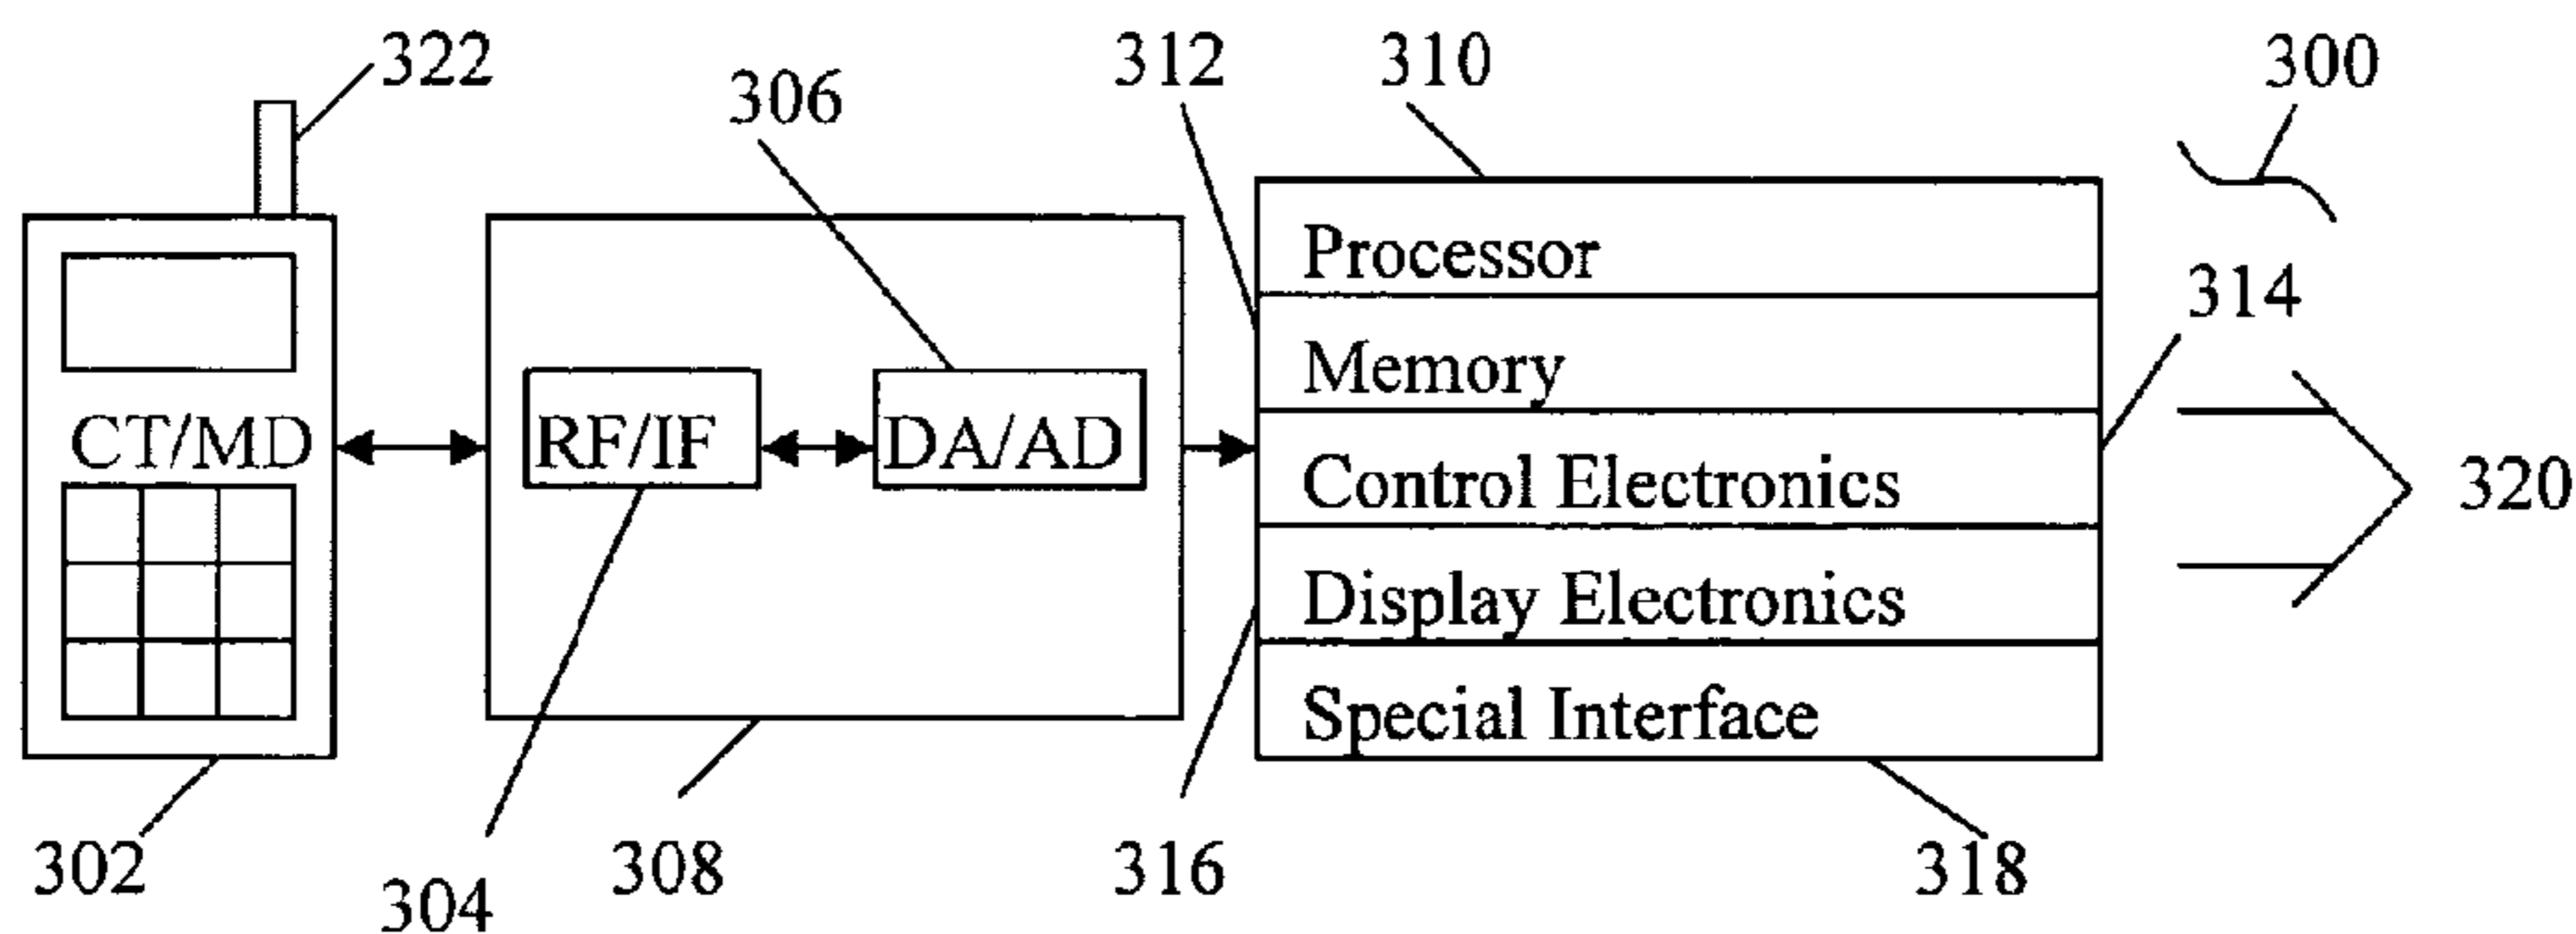 322
306
312
310
300
Processor
314
Memory
CT/MD
RF/IF
DA/AD
Control Electronics
320
Display Electronics
Special Interface
302
304
308
316
318